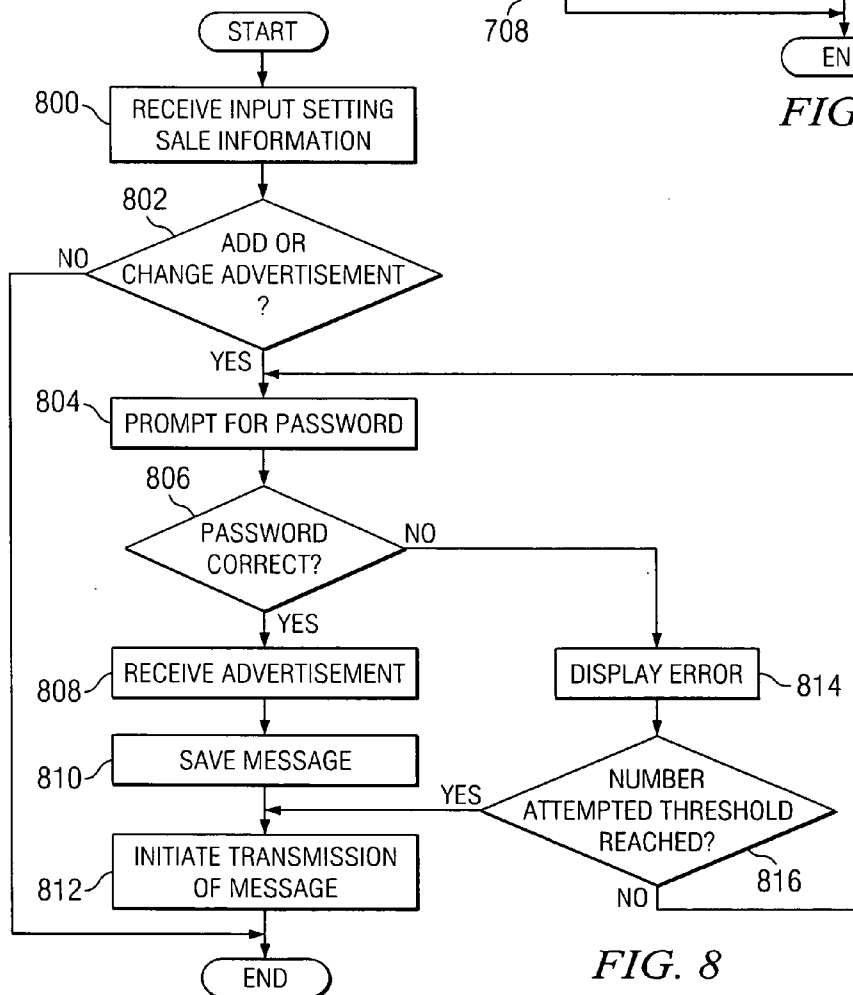 START
708
EN
FIG
800
RECEIVE INPUT SETTING
SALE INFORMATION
802
ADD OR
CHANGE ADVERTISEMENT
?
NO
YES
804
PROMPT FOR PASSWORD
806
PASSWORD
CORRECT?
NO
YES
808
RECEIVE ADVERTISEMENT
DISPLAY ERROR
814
810
SAVE MESSAGE
YES
NUMBER
ATTEMPTED THRESHOLD
REACHED?
816
NO
812
INITIATE TRANSMISSION
OF MESSAGE
END
FIG. 8